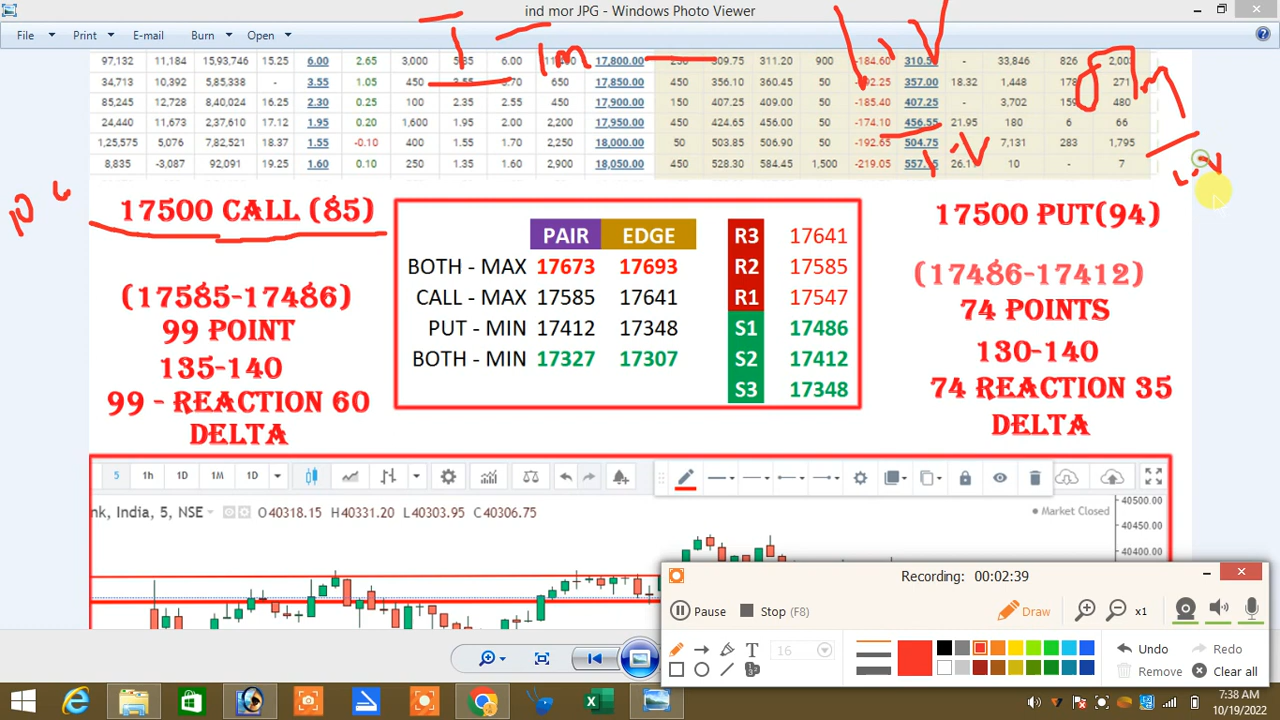 ind mor JPG - Windows Photo Viewer
File Print E-mail Burn Open
97,132 11,184 15,93,746 15.25 6.00 2.65 3,000 6.00 17,800.00 309.75 311.20 900 -184.60 - 33,846 826
34,713 10,392 5,85,338 - 3.55 1.05 450 650 17,850.00 450 356.10 360.45 50 357.00 18.32 1,448 271
85,245 12,728 8,40,024 16.25 2.30 0.25 100 2.35 2.55 450 17,900.00 150 407.25 409.00 50 -185.40 407.25 - 3,702 480
24,440 11,673 2,37,610 17.12 1.95 0.20 1,600 1.95 2.00 2,200 17,950.00 450 424.65 456.00 50 -174.10 456.55 21.95 180 6 66
1,25,575 5,076 7,82,521 18.37 1.55 -0.10 400 1.55 1.70 2,250 18,000.00 50 503.85 506.90 50 -192.65 504.75 7,131 283 1,795
8,835 -3,087 92,091 19.25 1.60 0.10 250 1.35 1.60 2,900 18,050.00 450 528.30 584.45 1,500 -219.05 10 - 7
17500 CALL (85)
(17585-17486)
99 POINT
135-140
99 - REACTION 60
DELTA
PAIR EDGE
BOTH - MAX 17673 17693
CALL - MAX 17585 17641
PUT - MIN 17412 17348
BOTH - MIN 17327 17307
R3 17641
R2 17585
R1 17547
S1 17486
S2 17412
S3 17348
17500 PUT(94)
(17486-17412)
74 POINTS
130-140
74 REACTION 35
DELTA
5 1h 1D 1M 1D
nk, India, 5, NSE O40318.15 H40331.20 L40303.95 C40306.75
Market Closed
40500.00
40450.00
40400.00
Recording: 00:02:39
Pause Stop (F8) Draw x1
T 16 Undo Redo
Remove Clear all
7:38 AM
10/19/2022